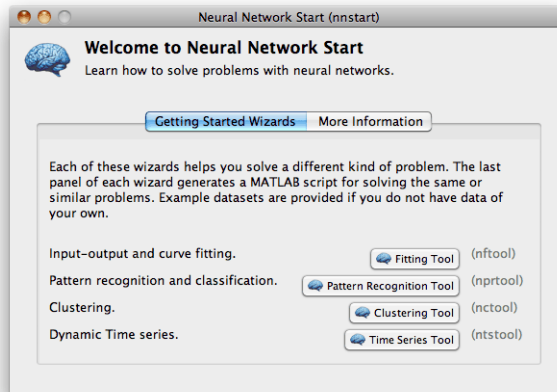 Neural Network Start (nnstart)
Welcome to Neural Network Start
Learn how to solve problems with neural networks.
Getting Started Wizards More Information
Each of these wizards helps you solve a different kind of problem. The last
panel of each wizard generates a MATLAB script for solving the same or
similar problems. Example datasets are provided if you do not have data of
your own.
Input-output and curve fitting. Fitting Tool (nftool)
Pattern recognition and classification. Pattern Recognition Tool (nprtool)
Clustering. Clustering Tool (nctool)
Dynamic Time series. Time Series Tool (ntstool)